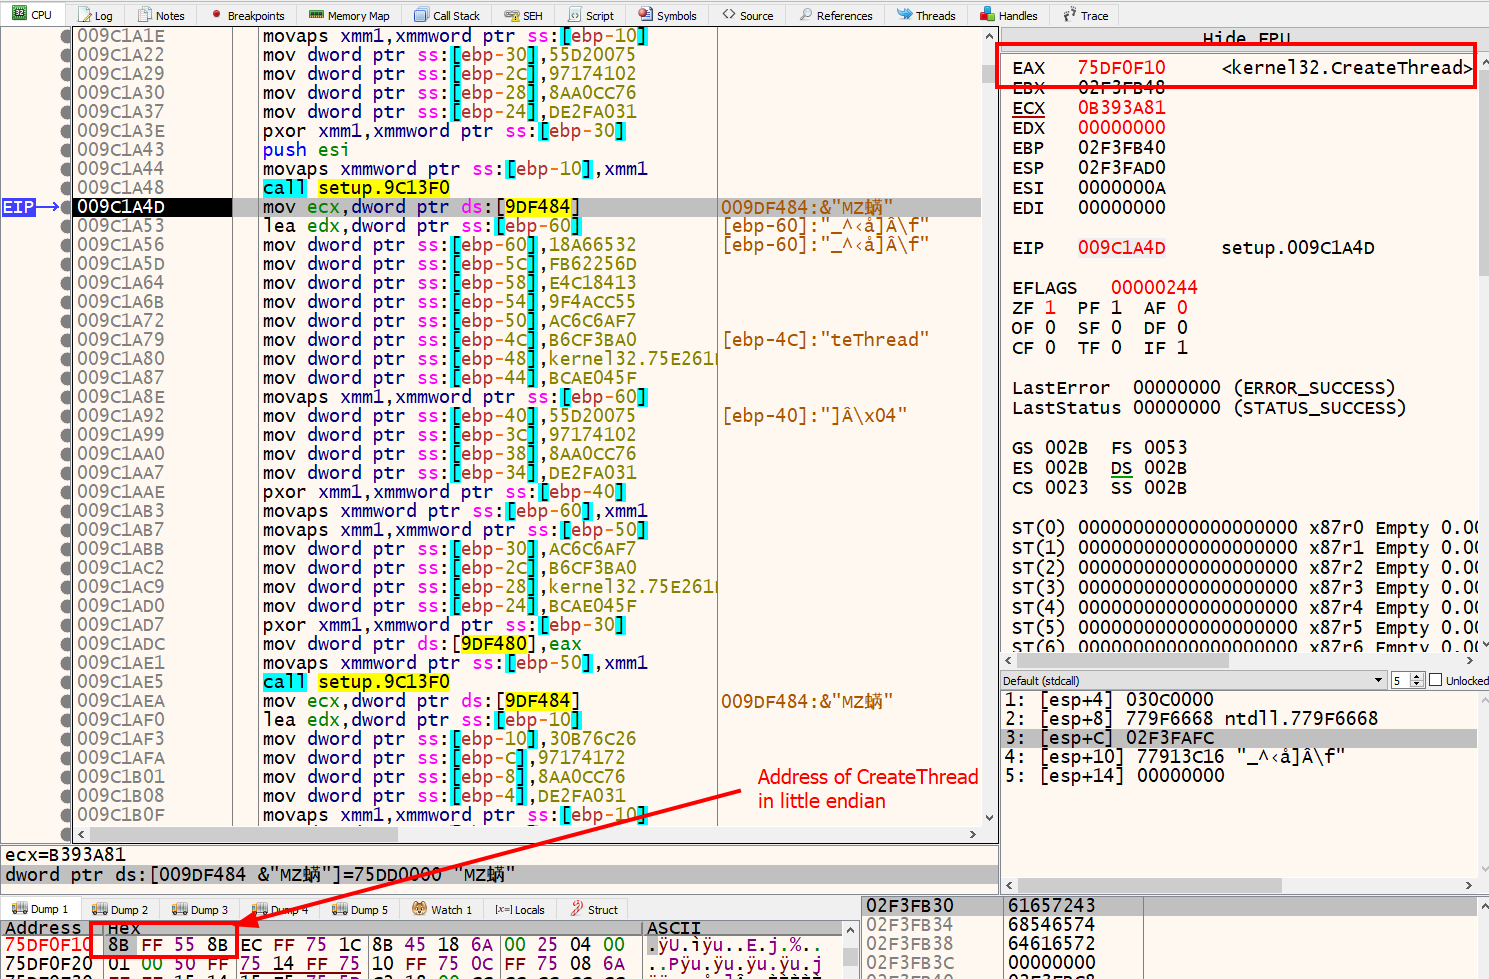 CPU Log Notes Breakpoints Memory Map Call Stack SEH Script Symbols Source References Threads Handles Trace
009C1A1E movaps xmm1,xmmword ptr ss:[ebp-10]
009C1A22 mov dword ptr ss:[ebp-30],55D20075
009C1A29 mov dword ptr ss:[ebp-2C],97174102
009C1A30 mov dword ptr ss:[ebp-28],8AA0CC76
009C1A37 mov dword ptr ss:[ebp-24],DE2FA031
009C1A3E pxor xmm1,xmmword ptr ss:[ebp-30]
009C1A43 push esi
009C1A44 movaps xmmword ptr ss:[ebp-10],xmm1
009C1A48 call setup.9C13F0
EIP 009C1A4D mov ecx,dword ptr ds:[9DF484] 009DF484:&"MZ蜹"
009C1A53 lea edx,dword ptr ss:[ebp-60] [ebp-60]:"_^‹å]Â\f"
009C1A56 mov dword ptr ss:[ebp-60],18A66532 [ebp-60]:"_^‹å]Â\f"
009C1A5D mov dword ptr ss:[ebp-5C],FB62256D
009C1A64 mov dword ptr ss:[ebp-58],E4C18413
009C1A6B mov dword ptr ss:[ebp-54],9F4ACC55
009C1A72 mov dword ptr ss:[ebp-50],AC6C6AF7
009C1A79 mov dword ptr ss:[ebp-4C],B6CF3BA0 [ebp-4C]:"teThread"
009C1A80 mov dword ptr ss:[ebp-48],kernel32.75E261
009C1A87 mov dword ptr ss:[ebp-44],BCAE045F
009C1A8E movaps xmm1,xmmword ptr ss:[ebp-60]
009C1A92 mov dword ptr ss:[ebp-40],55D20075 [ebp-40]:"]Â\x04"
009C1A99 mov dword ptr ss:[ebp-3C],97174102
009C1AA0 mov dword ptr ss:[ebp-38],8AA0CC76
009C1AA7 mov dword ptr ss:[ebp-34],DE2FA031
009C1AAE pxor xmm1,xmmword ptr ss:[ebp-40]
009C1AB3 movaps xmmword ptr ss:[ebp-60],xmm1
009C1AB7 movaps xmm1,xmmword ptr ss:[ebp-50]
009C1ABB mov dword ptr ss:[ebp-30],AC6C6AF7
009C1AC2 mov dword ptr ss:[ebp-2C],B6CF3BA0
009C1AC9 mov dword ptr ss:[ebp-28],kernel32.75E261
009C1AD0 mov dword ptr ss:[ebp-24],BCAE045F
009C1AD7 pxor xmm1,xmmword ptr ss:[ebp-30]
009C1ADC mov dword ptr ds:[9DF480],eax
009C1AE1 movaps xmmword ptr ss:[ebp-50],xmm1
009C1AE5 call setup.9C13F0
009C1AEA mov ecx,dword ptr ds:[9DF484] 009DF484:&"MZ蜹"
009C1AF0 lea edx,dword ptr ss:[ebp-10]
009C1AF3 mov dword ptr ss:[ebp-10],30B76C26
009C1AFA mov dword ptr ss:[ebp-C],97174172
009C1B01 mov dword ptr ss:[ebp-8],8AA0CC76
009C1B08 mov dword ptr ss:[ebp-4],DE2FA031
009C1B0F movaps xmm1,xmmword ptr ss:[ebp-10]
Address of CreateThread
in little endian
ecx=B393A81
dword ptr ds:[009DF484 &"MZ蜹"]=75DD0000 "MZ蜹"
Hide FPU
EAX 75DF0F10 <kernel32.CreateThread>
EBX 02F3FB48
ECX 0B393A81
EDX 00000000
EBP 02F3FB40
ESP 02F3FAD0
ESI 0000000A
EDI 00000000
EIP 009C1A4D setup.009C1A4D
EFLAGS 00000244
ZF 1 PF 1 AF 0
OF 0 SF 0 DF 0
CF 0 TF 0 IF 1
LastError 00000000 (ERROR_SUCCESS)
LastStatus 00000000 (STATUS_SUCCESS)
GS 002B FS 0053
ES 002B DS 002B
CS 0023 SS 002B
ST(0) 00000000000000000000 x87r0 Empty 0.00
ST(1) 00000000000000000000 x87r1 Empty 0.00
ST(2) 00000000000000000000 x87r2 Empty 0.00
ST(3) 00000000000000000000 x87r3 Empty 0.00
ST(4) 00000000000000000000 x87r4 Empty 0.00
ST(5) 00000000000000000000 x87r5 Empty 0.00
ST(6) 00000000000000000000 x87r6 Empty 0.00
Default (stdcall) 5 Unlocked
1: [esp+4] 030C0000
2: [esp+8] 779F6668 ntdll.779F6668
3: [esp+C] 02F3FAFC
4: [esp+10] 77913C16 "_^‹å]Â\f"
5: [esp+14] 00000000
Dump 1 Dump 2 Dump 3 Dump 4 Dump 5 Watch 1 Locals Struct
Address Hex ASCII
75DF0F10 8B FF 55 8B EC FF 75 1C 8B 45 18 6A 00 25 04 00 .ÿU.ìÿu..E.j.%..
75DF0F20 01 00 50 FF 75 14 FF 75 10 FF 75 0C FF 75 08 6A ..Pÿu.ÿu.ÿu.ÿu.j
02F3FB30 61657243
02F3FB34 68546574
02F3FB38 64616572
02F3FB3C 00000000